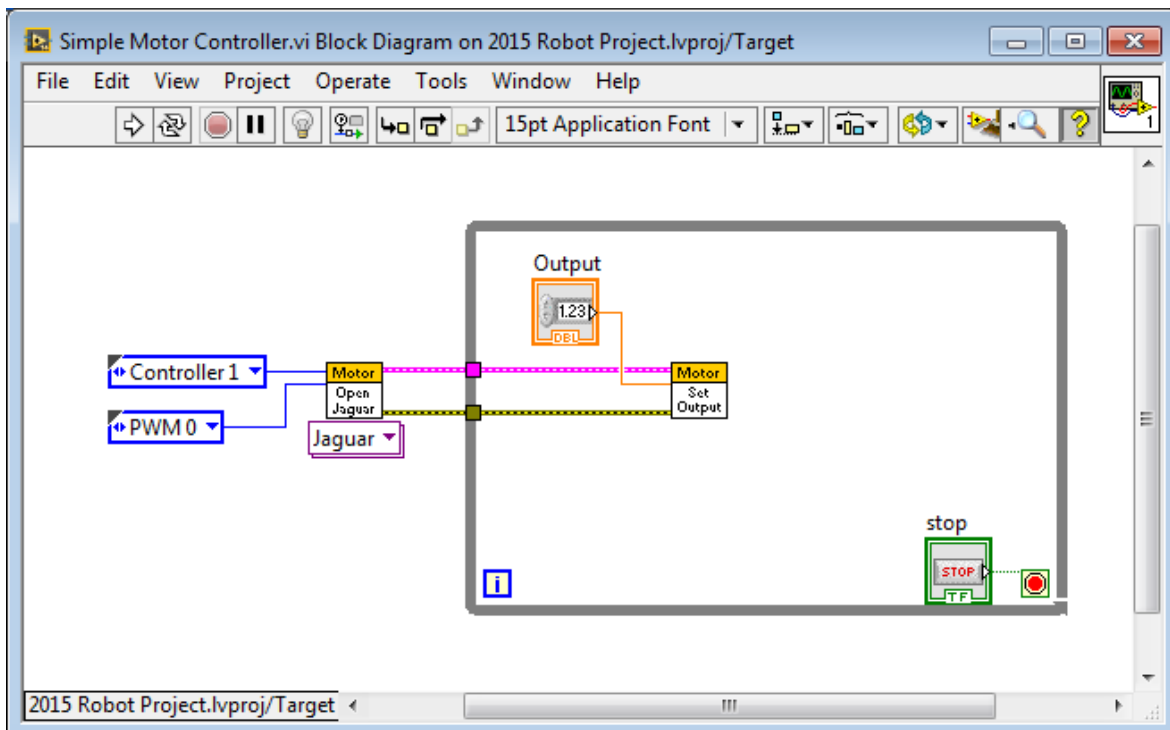 Simple Motor Controller.vi Block Diagram on 2015 Robot Project.lvproj/Target
File Edit View Project Operate Tools Window Help
15pt Application Font
1
Output
1.23
DBL
Controller 1
Motor
Open
Jaguar
PWM 0
Jaguar
Motor
Set
Output
stop
STOP
TF
i
2015 Robot Project.lvproj/Target